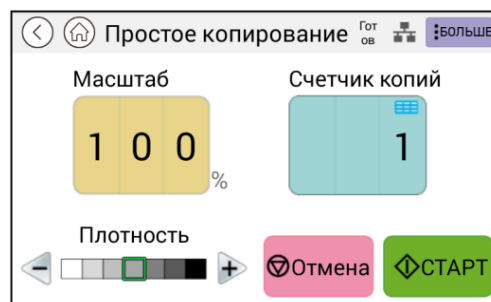 Простое копирование Гот
ов БОЛЬШЕ
Масштаб Счетчик копий
100 % 1
Плотность
Отмена СТАРТ